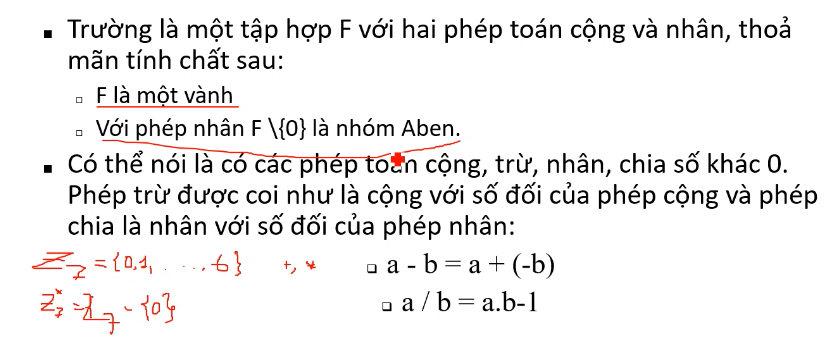 Trường là một tập hợp F với hai phép toán cộng và nhân, thoả
mãn tính chất sau:
F là một vành
Với phép nhân F \{0} là nhóm Aben.
Có thể nói là có các phép toán cộng, trừ, nhân, chia số khác 0.
Phép trừ được coi như là cộng với số đối của phép cộng và phép
chia là nhân với số đối của phép nhân:
Z7 = {0,1, ... 6} +, *
a - b = a + (-b)
Z7* = Z7 - {0}
a / b = a.b-1